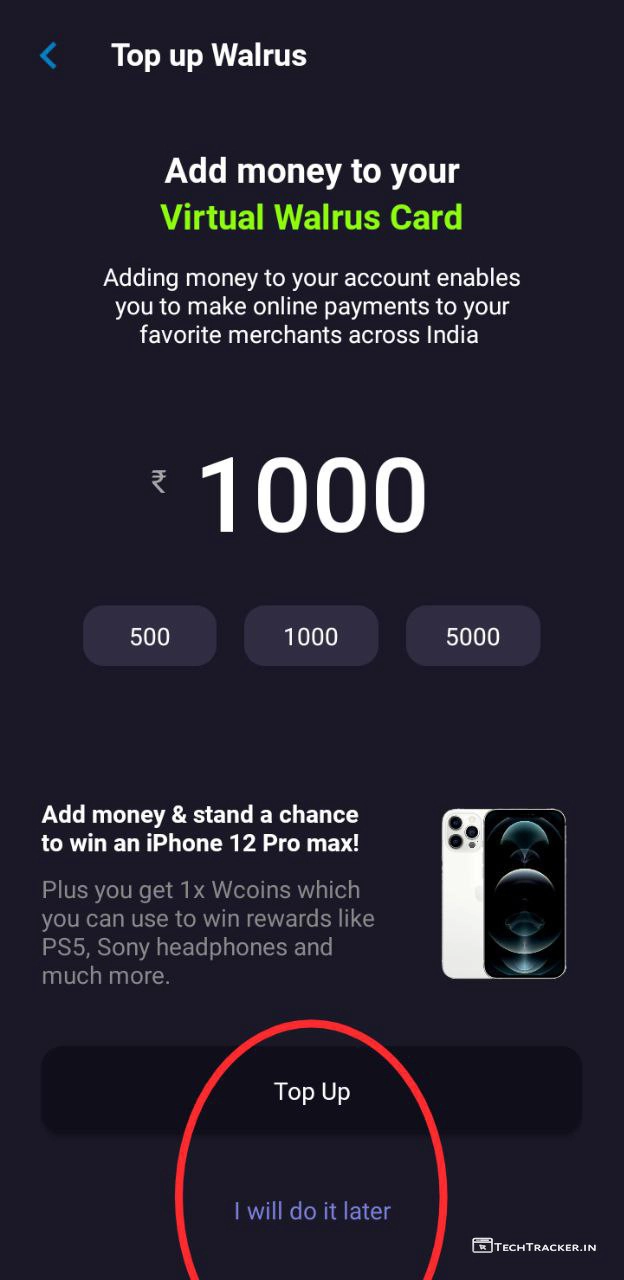 Top up Walrus
Add money to your
Virtual Walrus Card
Adding money to your account enables
you to make online payments to your
favorite merchants across India
₹ 1000
500 1000 5000
Add money & stand a chance
to win an iPhone 12 Pro max!
Plus you get 1x Wcoins which
you can use to win rewards like
PS5, Sony headphones and
much more.
Top Up
I will do it later
TECHTRACKER.IN